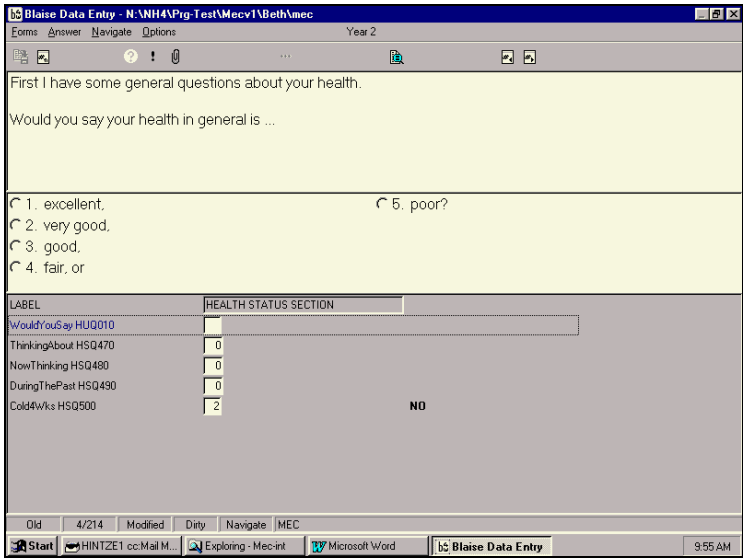 Blaise Data Entry - N:\NH4\Prg-Test\Mecv1\Beth\mec
Forms Answer Navigate Options Year 2
First I have some general questions about your health.
Would you say your health in general is ...
1. excellent, 5. poor?
2. very good,
3. good,
4. fair, or
LABEL HEALTH STATUS SECTION
WouldYouSay HUQ010
ThinkingAbout HSQ470 0
NowThinking HSQ480 0
DuringThePast HSQ490 0
Cold4Wks HSQ500 2 NO
Old 4/214 Modified Dirty Navigate MEC
Start HINTZE1 cc:Mail M... Exploring - Mec-int Microsoft Word Blaise Data Entry 9:55 AM